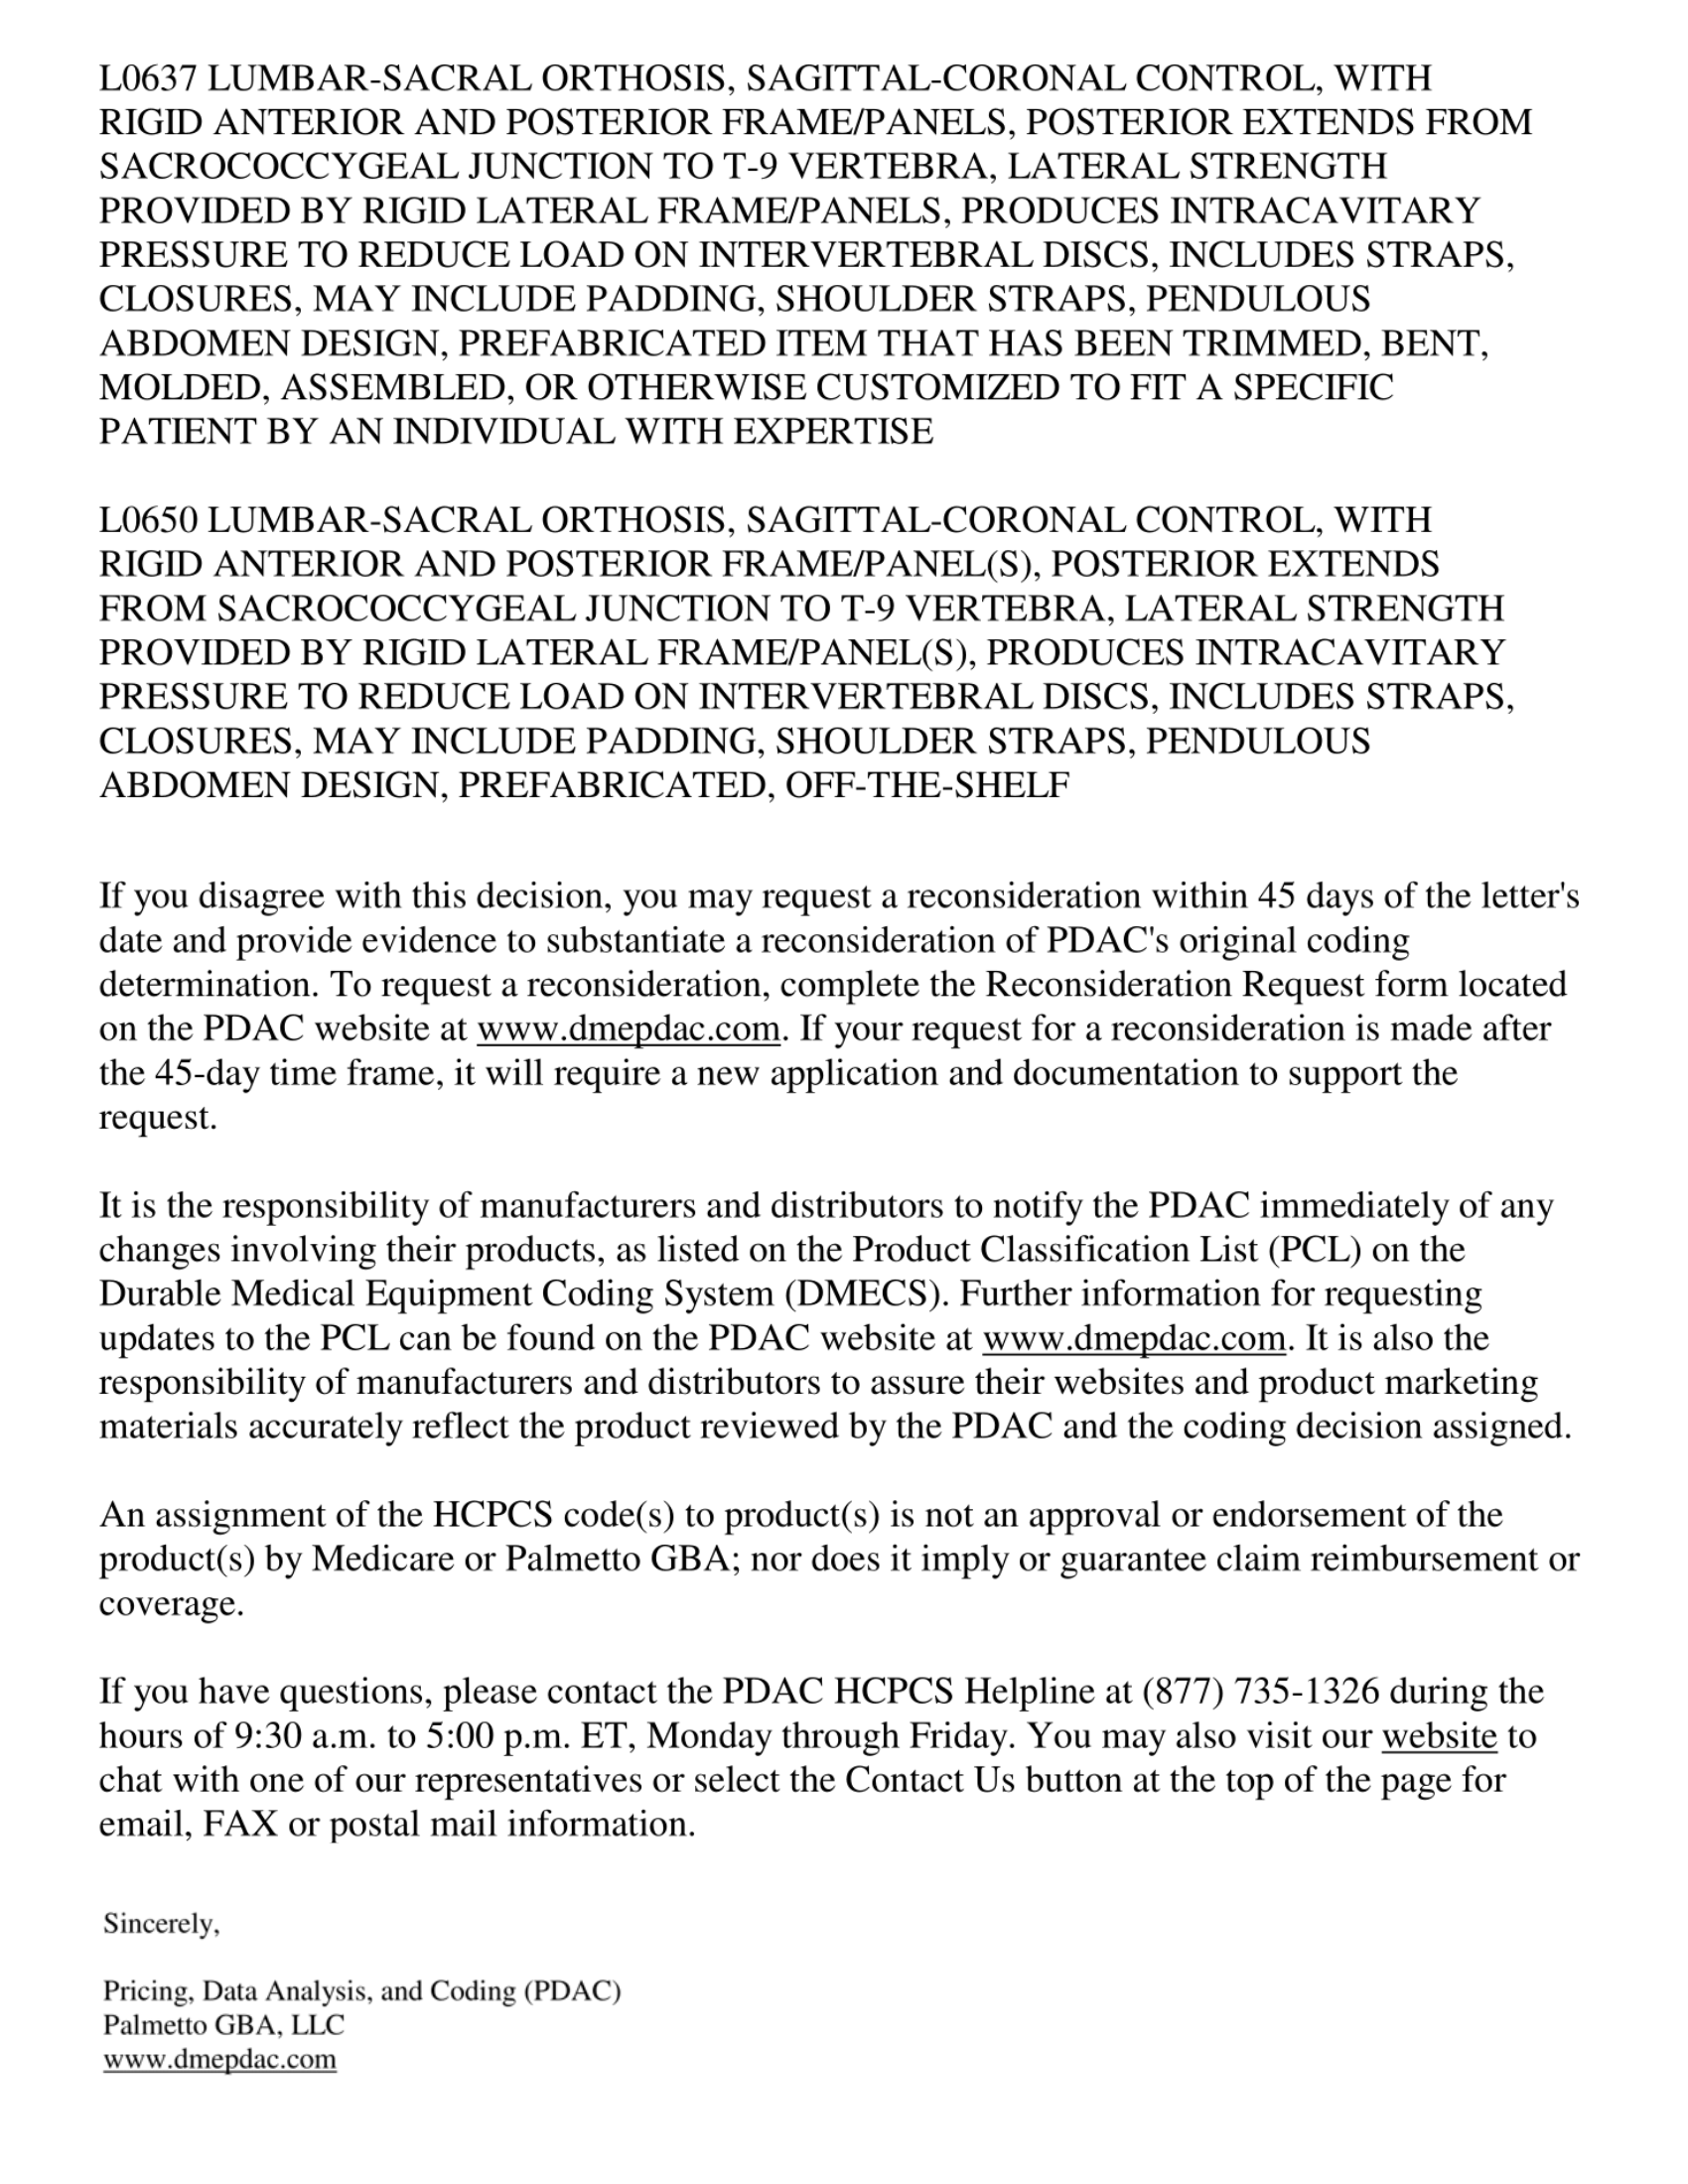 L0637 LUMBAR-SACRAL ORTHOSIS, SAGITTAL-CORONAL CONTROL, WITH
RIGID ANTERIOR AND POSTERIOR FRAME/PANELS, POSTERIOR EXTENDS FROM
SACROCOCCYGEAL JUNCTION TO T-9 VERTEBRA, LATERAL STRENGTH
PROVIDED BY RIGID LATERAL FRAME/PANELS, PRODUCES INTRACAVITARY
PRESSURE TO REDUCE LOAD ON INTERVERTEBRAL DISCS, INCLUDES STRAPS,
CLOSURES, MAY INCLUDE PADDING, SHOULDER STRAPS, PENDULOUS
ABDOMEN DESIGN, PREFABRICATED ITEM THAT HAS BEEN TRIMMED, BENT,
MOLDED, ASSEMBLED, OR OTHERWISE CUSTOMIZED TO FIT A SPECIFIC
PATIENT BY AN INDIVIDUAL WITH EXPERTISE
L0650 LUMBAR-SACRAL ORTHOSIS, SAGITTAL-CORONAL CONTROL, WITH
RIGID ANTERIOR AND POSTERIOR FRAME/PANEL(S), POSTERIOR EXTENDS
FROM SACROCOCCYGEAL JUNCTION TO T-9 VERTEBRA, LATERAL STRENGTH
PROVIDED BY RIGID LATERAL FRAME/PANEL(S), PRODUCES INTRACAVITARY
PRESSURE TO REDUCE LOAD ON INTERVERTEBRAL DISCS, INCLUDES STRAPS,
CLOSURES, MAY INCLUDE PADDING, SHOULDER STRAPS, PENDULOUS
ABDOMEN DESIGN, PREFABRICATED, OFF-THE-SHELF
If you disagree with this decision, you may request a reconsideration within 45 days of the letter's
date and provide evidence to substantiate a reconsideration of PDAC's original coding
determination. To request a reconsideration, complete the Reconsideration Request form located
on the PDAC website at www.dmepdac.com. If your request for a reconsideration is made after
the 45-day time frame, it will require a new application and documentation to support the
request.
It is the responsibility of manufacturers and distributors to notify the PDAC immediately of any
changes involving their products, as listed on the Product Classification List (PCL) on the
Durable Medical Equipment Coding System (DMECS). Further information for requesting
updates to the PCL can be found on the PDAC website at www.dmepdac.com. It is also the
responsibility of manufacturers and distributors to assure their websites and product marketing
materials accurately reflect the product reviewed by the PDAC and the coding decision assigned.
An assignment of the HCPCS code(s) to product(s) is not an approval or endorsement of the
product(s) by Medicare or Palmetto GBA; nor does it imply or guarantee claim reimbursement or
coverage.
If you have questions, please contact the PDAC HCPCS Helpline at (877) 735-1326 during the
hours of 9:30 a.m. to 5:00 p.m. ET, Monday through Friday. You may also visit our website to
chat with one of our representatives or select the Contact Us button at the top of the page for
email, FAX or postal mail information.
Sincerely,
Pricing, Data Analysis, and Coding (PDAC)
Palmetto GBA, LLC
www.dmepdac.com